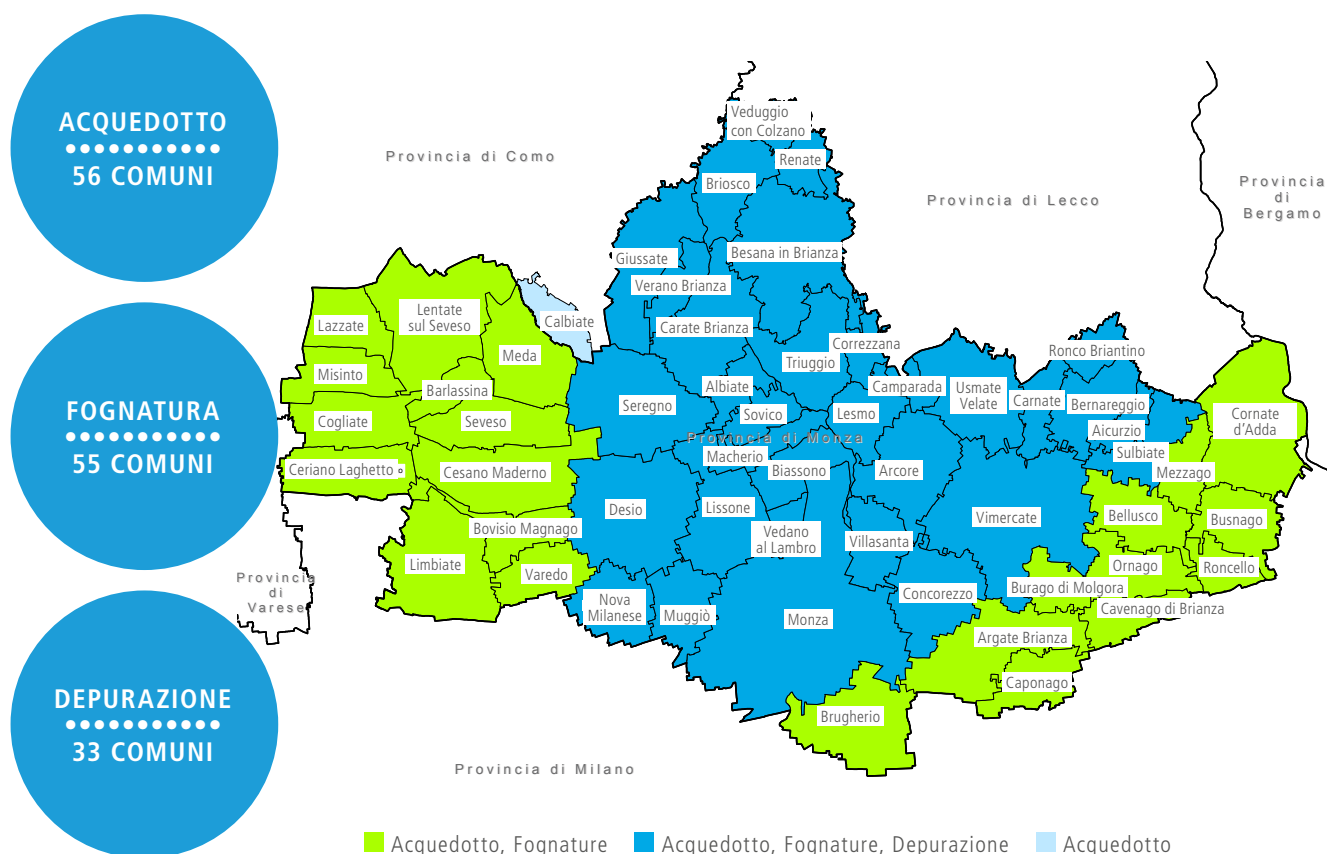 ACQUEDOTTO
56 COMUNI
FOGNATURA
55 COMUNI
DEPURAZIONE
33 COMUNI
Provincia di Como
Provincia di Lecco
Provincia
di
Bergamo
Veduggio
con Colzano
Renate
Briosco
Giussate
Besana in Brianza
Verano Brianza
Lazzate
Lentate
sul Seveso
Calbiate
Carate Brianza
Meda
Correzzana
Triuggio
Ronco Briantino
Misinto
Barlassina
Albiate
Camparada
Usmate
Velate
Carnate
Bernareggio
Cogliate
Seveso
Seregno
Sovico
Lesmo
Aicurzio
Cornate
d'Adda
Provincia di Monza
Ceriano Laghetto
Cesano Maderno
Macherio
Biassono
Arcore
Sulbiate
Mezzago
Desio
Lissone
Vimercate
Bellusco
Busnago
Bovisio Magnago
Vedano
al Lambro
Villasanta
Limbiate
Varedo
Ornago
Roncello
Provincia
di
Varese
Nova
Milanese
Muggiò
Monza
Concorezzo
Burago di Molgora
Cavenago di Brianza
Argate Brianza
Caponago
Brugherio
Provincia di Milano
Acquedotto, Fognature
Acquedotto, Fognature, Depurazione
Acquedotto